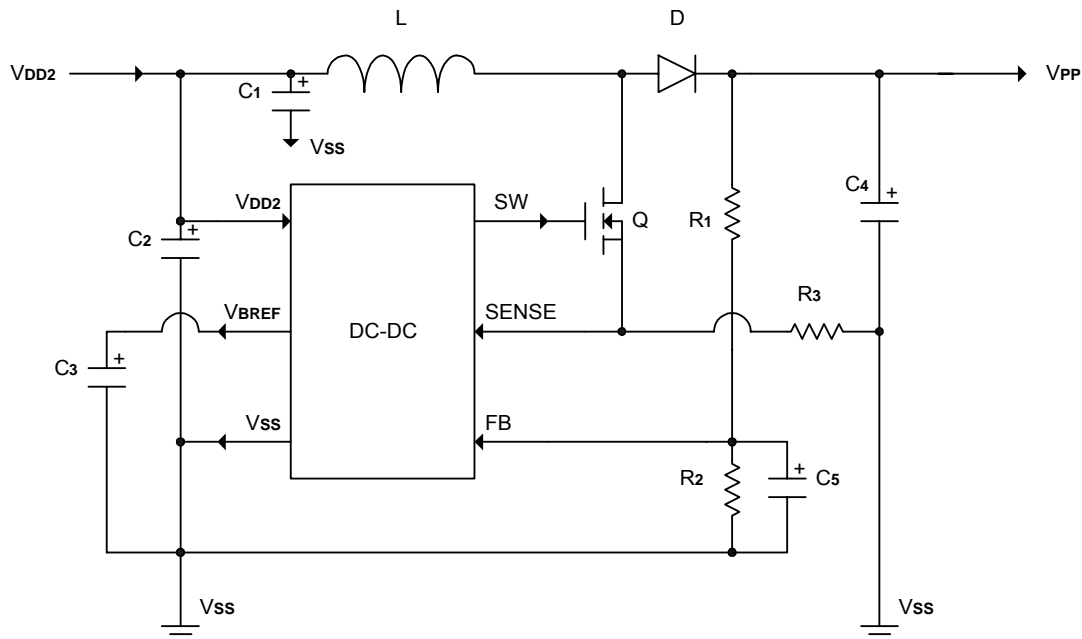 L
D
VDD2
VPP
C1
+
VSS
C4
+
VDD2
SW
Q
R1
C2
+
R3
VBREF
SENSE
DC-DC
C3
+
VSS
FB
R2
+
C5
VSS
VSS